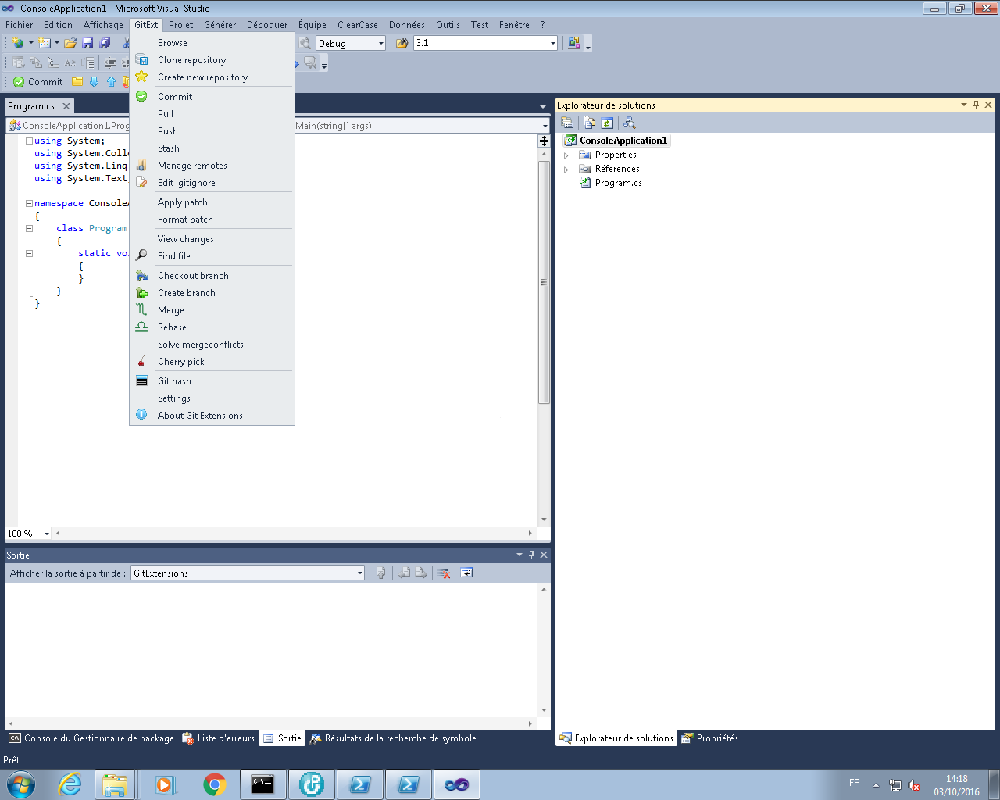 ConsoleApplication1 - Microsoft Visual Studio
Fichier Edition Affichage GitExt Projet Générer Déboguer Équipe ClearCase Données Outils Test Fenêtre ?
Debug 3.1
Commit
Browse
Clone repository
Create new repository
Commit
Pull
Push
Stash
Manage remotes
Edit .gitignore
Apply patch
Format patch
View changes
Find file
Checkout branch
Create branch
Merge
Rebase
Solve mergeconflicts
Cherry pick
Git bash
Settings
About Git Extensions
Program.cs
ConsoleApplication1.Prog
Main(string[] args)
using System;
using System.Colle
using System.Linq
using System.Text
namespace ConsoleA
{
class Program
{
static voi
{
}
}
}
100 %
Explorateur de solutions
ConsoleApplication1
Properties
Références
Program.cs
Sortie
Afficher la sortie à partir de : GitExtensions
Console du Gestionnaire de package Liste d'erreurs Sortie Résultats de la recherche de symbole
Explorateur de solutions Propriétés
Prêt
FR
14:18
03/10/2016